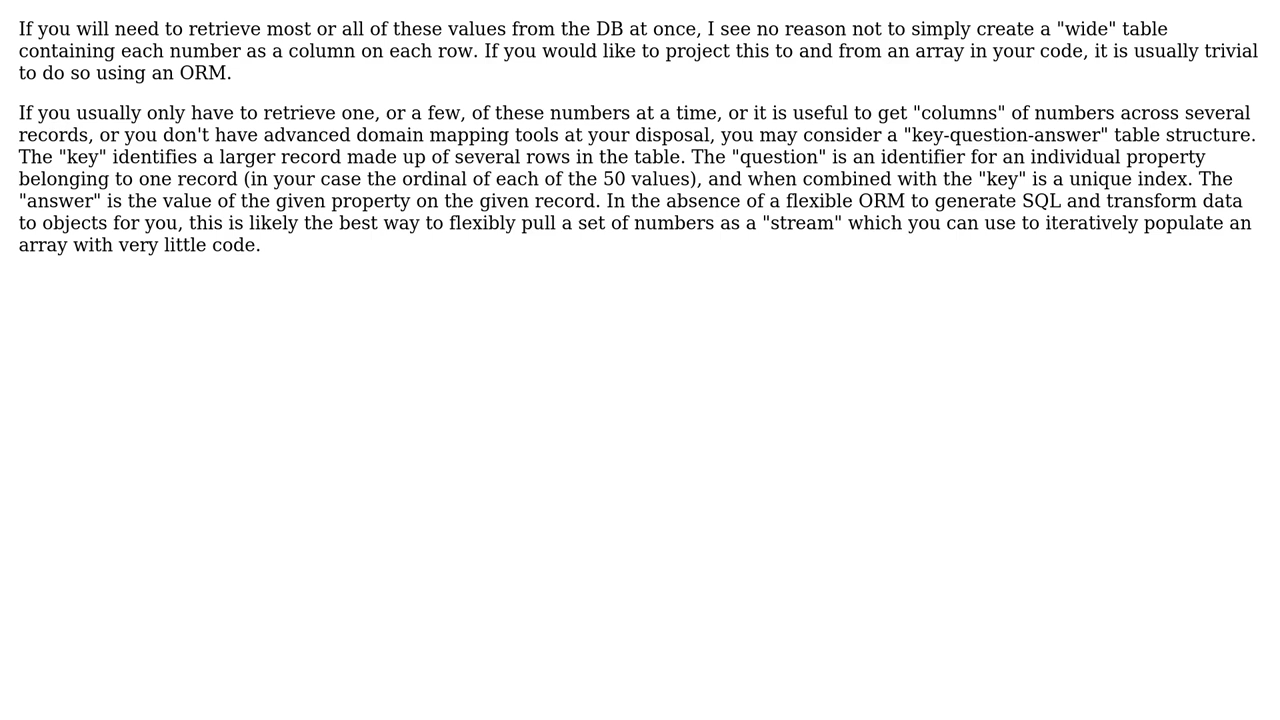 If you will need to retrieve most or all of these values from the DB at once, I see no reason not to simply create a "wide" table
containing each number as a column on each row. If you would like to project this to and from an array in your code, it is usually trivial
to do so using an ORM.
If you usually only have to retrieve one, or a few, of these numbers at a time, or it is useful to get "columns" of numbers across several
records, or you don't have advanced domain mapping tools at your disposal, you may consider a "key-question-answer" table structure.
The "key" identifies a larger record made up of several rows in the table. The "question" is an identifier for an individual property
belonging to one record (in your case the ordinal of each of the 50 values), and when combined with the "key" is a unique index. The
"answer" is the value of the given property on the given record. In the absence of a flexible ORM to generate SQL and transform data
to objects for you, this is likely the best way to flexibly pull a set of numbers as a "stream" which you can use to iteratively populate an
array with very little code.